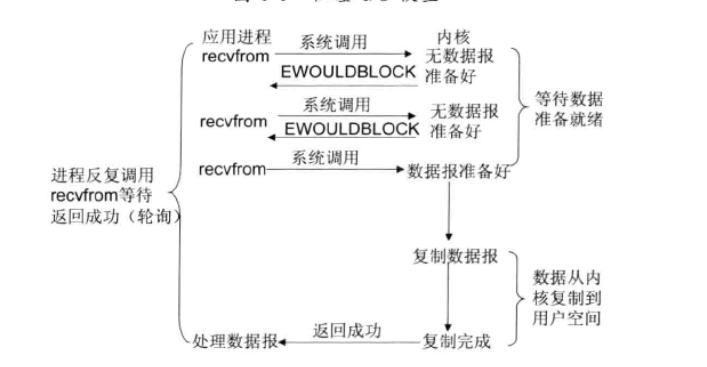 应用进程
系统调用
内核
recvfrom
无数据报
EWOULDBLOCK
准备好
系统调用
无数据报
recvfrom
EWOULDBLOCK
准备好
等待数据
准备就绪
系统调用
recvfrom
数据报准备好
进程反复调用
recvfrom等待
返回成功（轮询）
复制数据报
数据从内
核复制到
用户空间
返回成功
处理数据报
复制完成